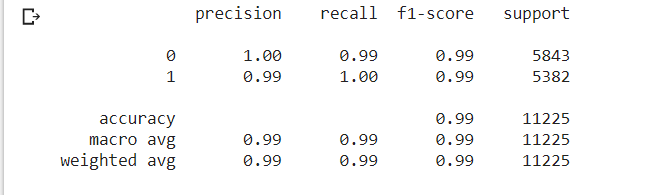 precision recall f1-score support
0 1.00 0.99 0.99 5843
1 0.99 1.00 0.99 5382
accuracy 0.99 11225
macro avg 0.99 0.99 0.99 11225
weighted avg 0.99 0.99 0.99 11225